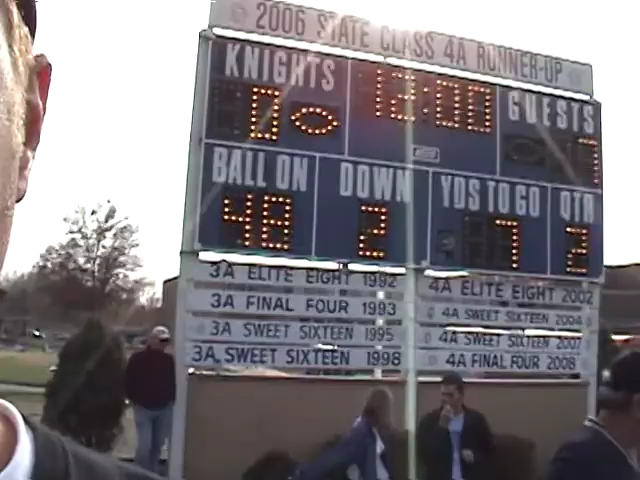 2006 STATE CLASS 4A RUNNER-UP
KNIGHTS 12:00 GUESTS
0 7
BALL ON DOWN YDS TO GO QTR
48 2 7 2
3A ELITE EIGHT 1992 4A ELITE EIGHT 2002
3A FINAL FOUR 1993 4A SWEET SIXTEEN
3A SWEET SIXTEEN 1995 4A SWEET SIXTEEN 2007
3A SWEET SIXTEEN 1998 4A FINAL FOUR 2008